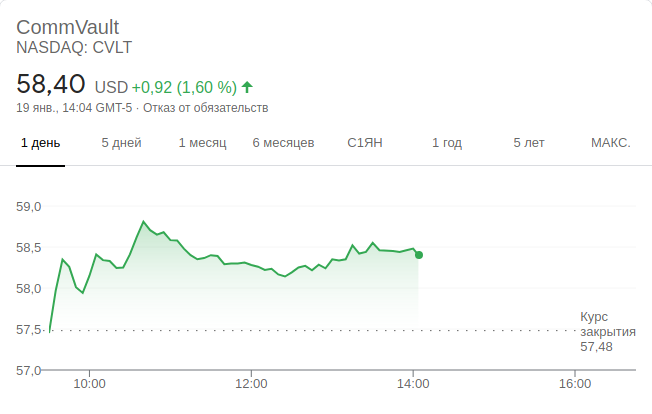 CommVault
NASDAQ: CVLT
58,40 USD +0,92 (1,60 %)
19 янв., 14:04 GMT-5 · Отказ от обязательств
1 день 5 дней 1 месяц 6 месяцев С1ЯН 1 год 5 лет МАКС.
59,0
58,5
58,0
57,5
57,0
Курс
закрытия
57,48
10:00 12:00 14:00 16:00